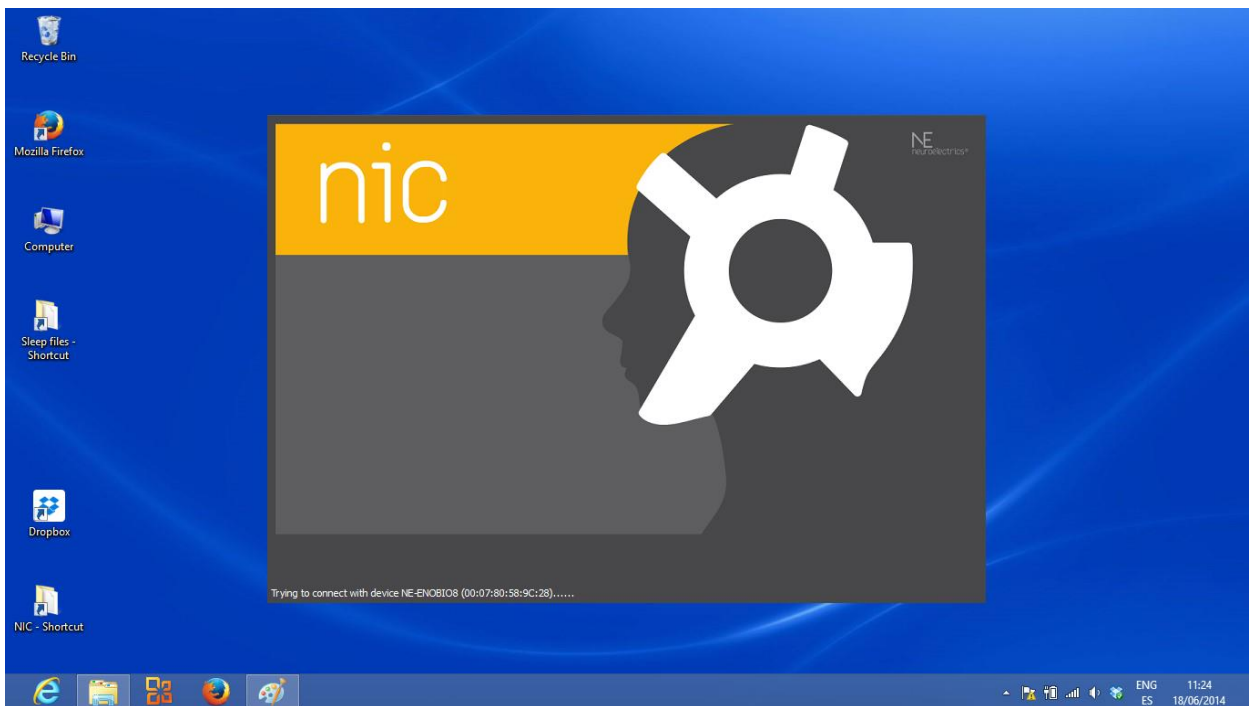 Recycle Bin
Mozilla Firefox
Computer
Sleep files -
Shortcut
Dropbox
NIC - Shortcut
nic
NE
neuroelectrics®
Trying to connect with device NE-ENOBIO8 (00:07:80:58:9C:28)......
ENG
ES
11:24
18/06/2014